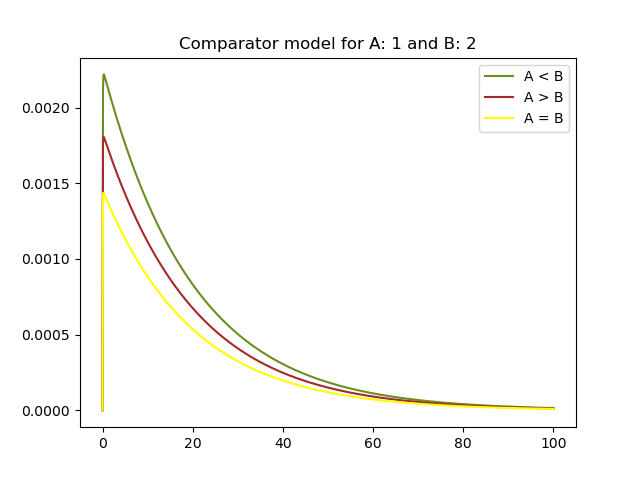 Comparator model for A: 1 and B: 2
A < B
A > B
A = B
0.0020
0.0015
0.0010
0.0005
0.0000
0 20 40 60 80 100